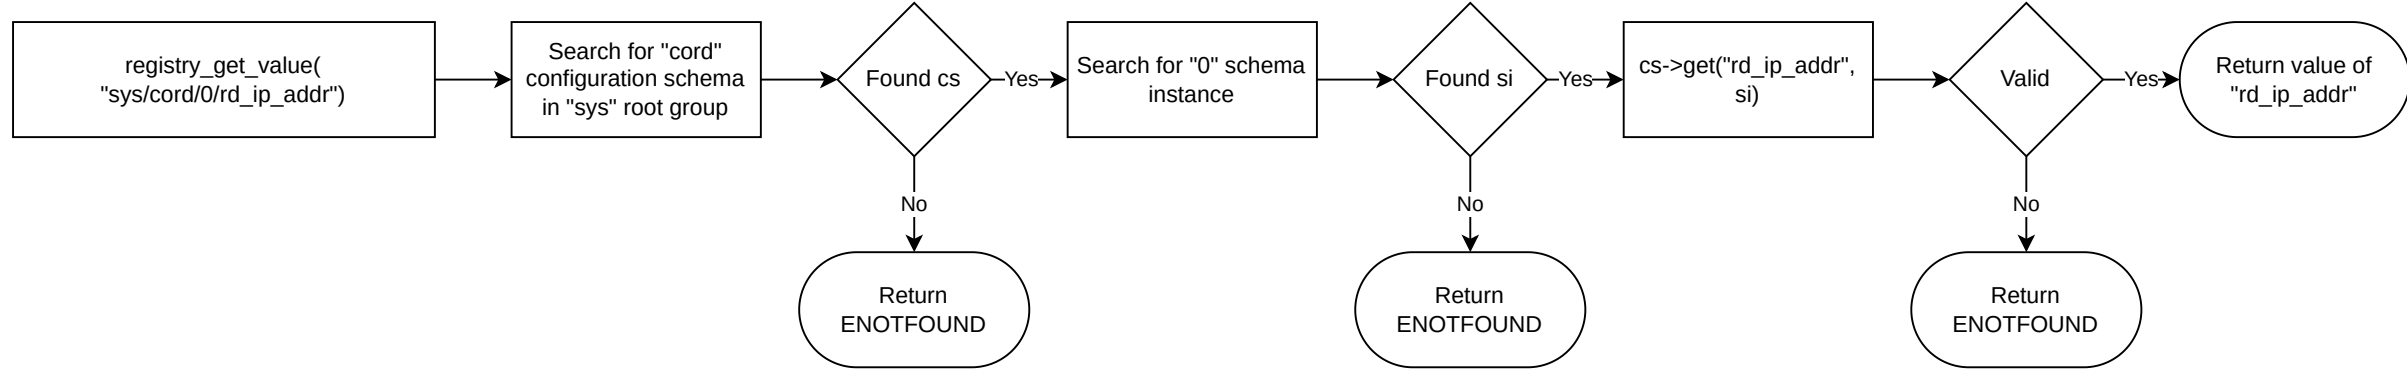 registry_get_value(
"sys/cord/0/rd_ip_addr")
Search for "cord"
configuration schema
in "sys" root group
Found cs
Yes
No
Return
ENOTFOUND
Search for "0" schema
instance
Found si
Yes
No
Return
ENOTFOUND
cs->get("rd_ip_addr",
si)
Valid
Yes
No
Return
ENOTFOUND
Return value of
"rd_ip_addr"